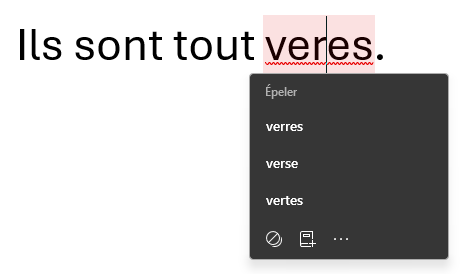 Ils sont tout veres.
Épeler
verres
verse
vertes